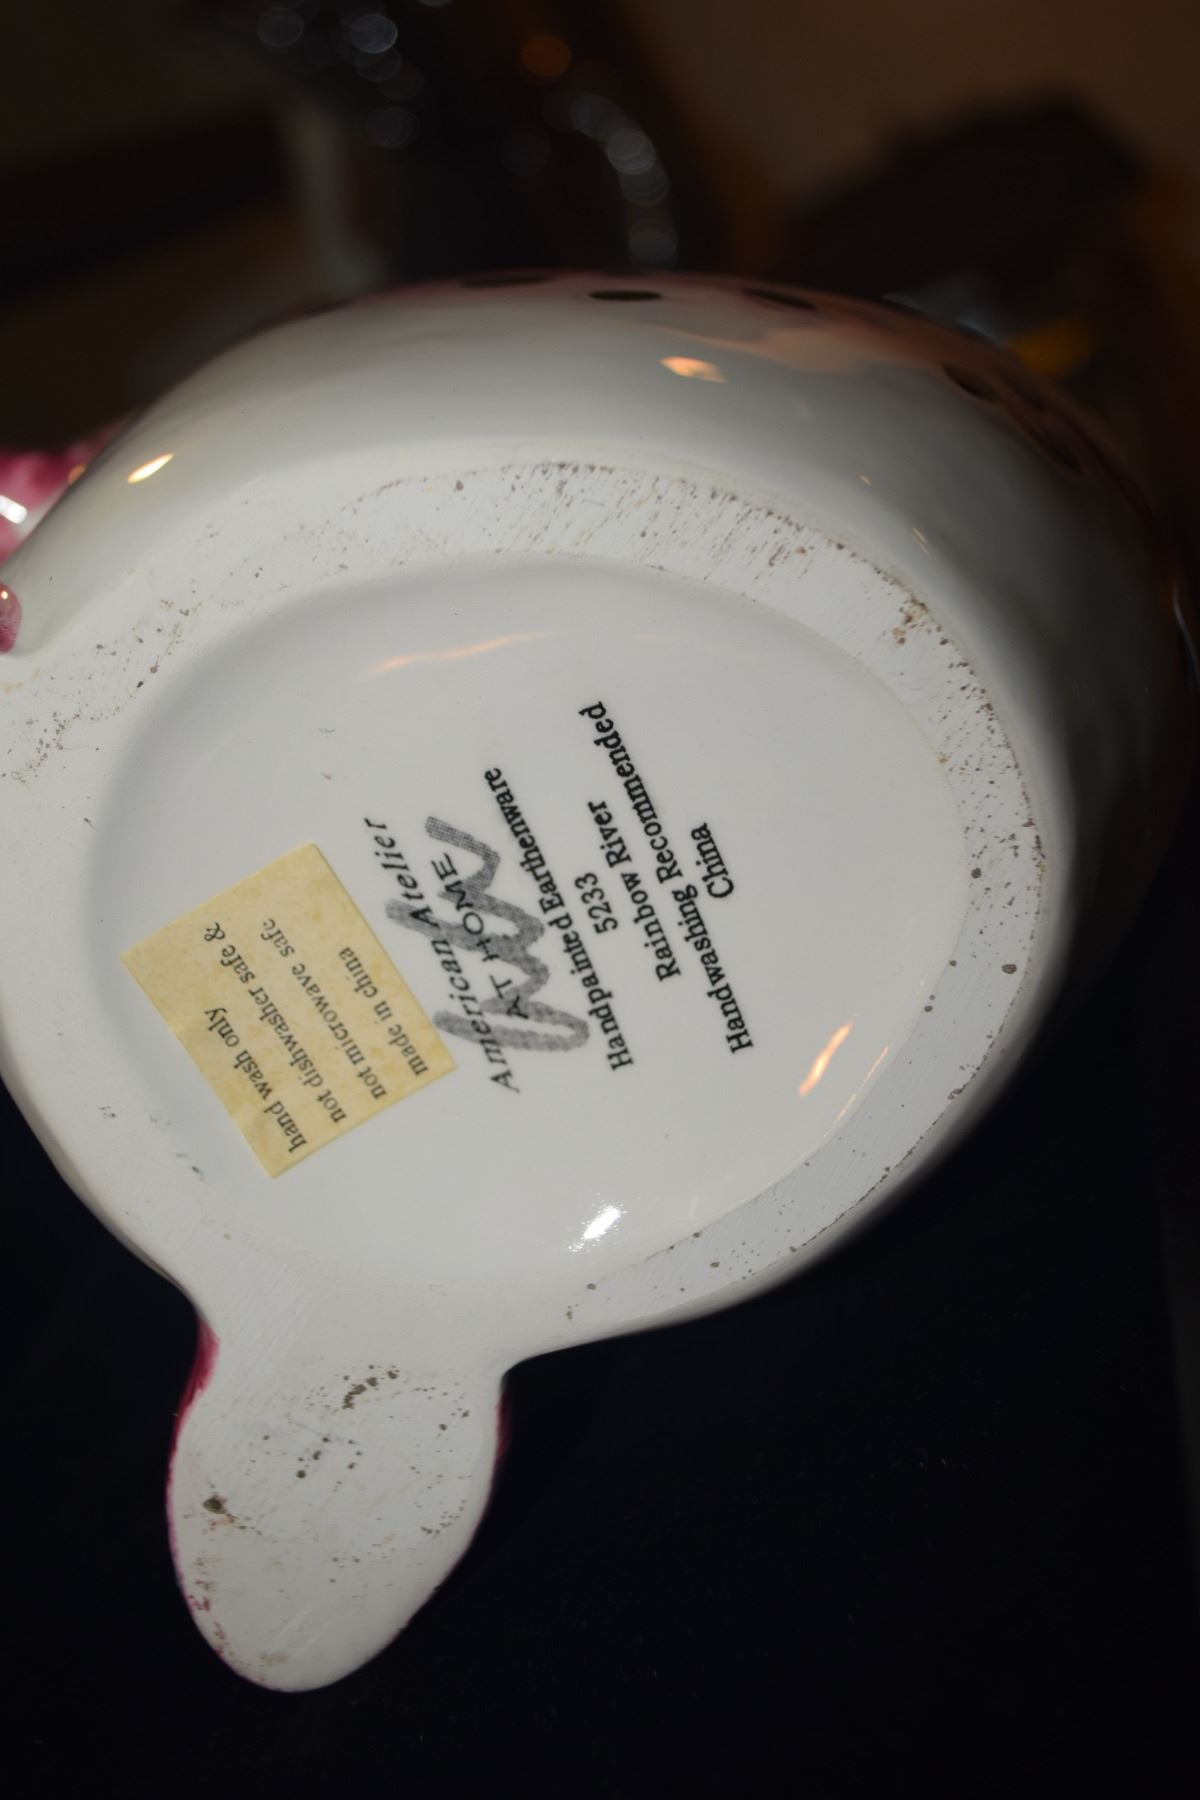 American Atelier
AT HOME
Handpainted Earthenware
5233
Rainbow River
Handwashing Recommended
China
hand wash only
not dishwasher safe &
not microwave safe
made in china